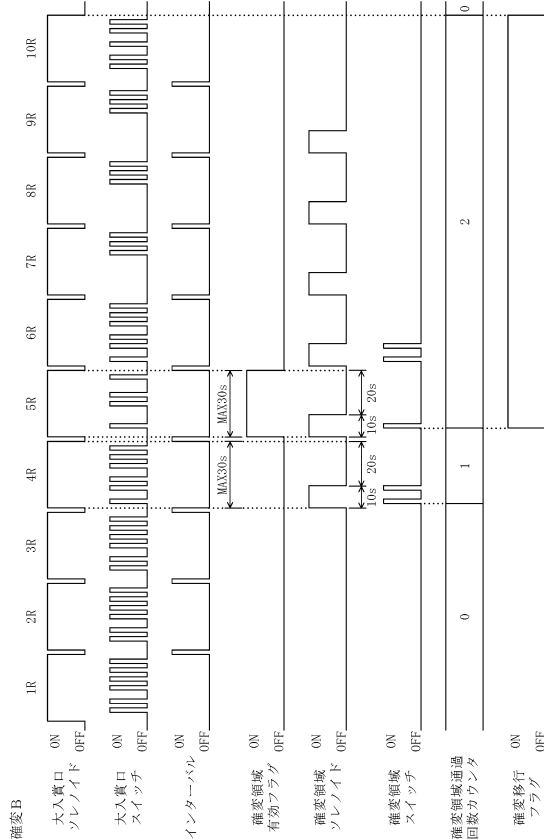 確変B
1R 2R 3R 4R 5R 6R 7R 8R 9R 10R
大入賞口
ソレノイド
ON
OFF
大入賞口
スイッチ
ON
OFF
インターバル
ON
OFF
確変領域
有効フラグ
ON
OFF
MAX30s MAX30s
確変領域
ソレノイド
ON
OFF
10s 20s 10s 20s
確変領域
スイッチ
ON
OFF
確変領域通過
回数カウンタ
0 1 2 0
確変移行
フラグ
ON
OFF